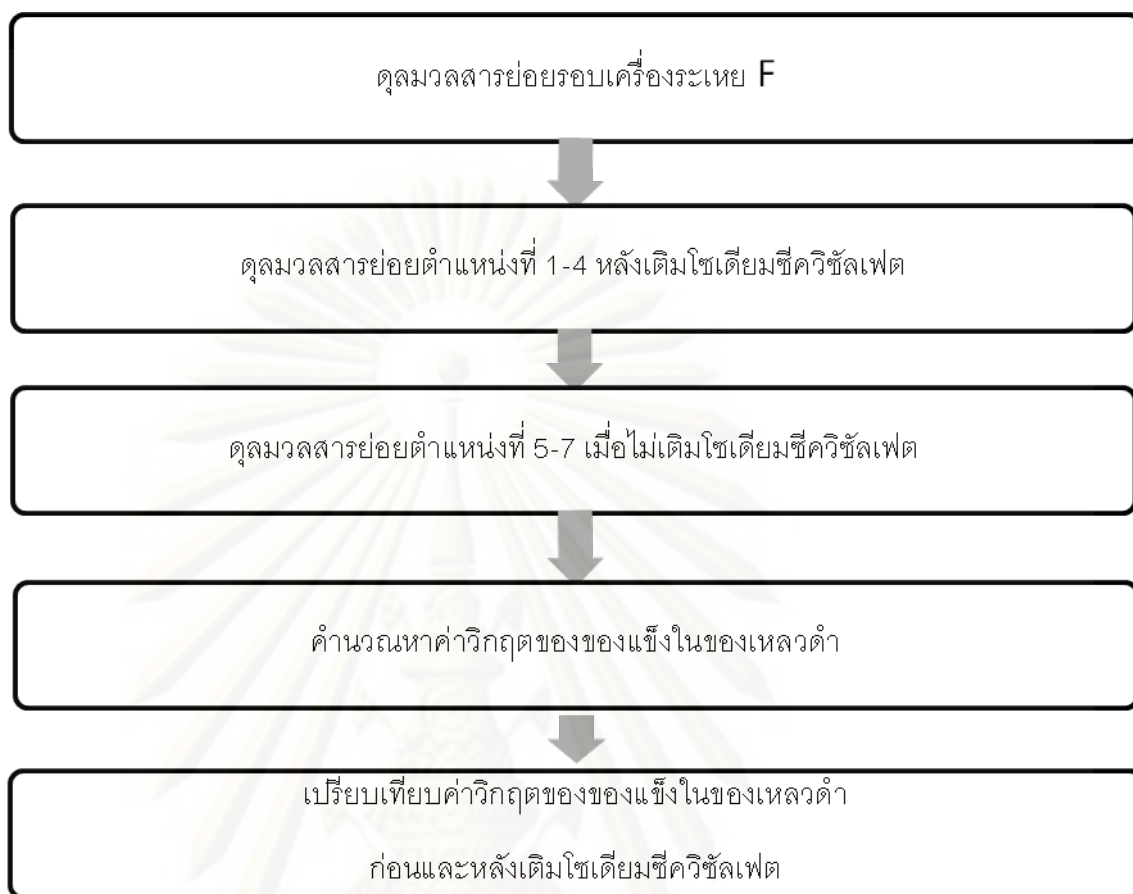 ดุลมวลสารย่อยรอบเครื่องระเหย F
ดุลมวลสารย่อยตำแหน่งที่ 1-4 หลังเติมโซเดียมซีควิซัลเฟต
ดุลมวลสารย่อยตำแหน่งที่ 5-7 เมื่อไม่เติมโซเดียมซีควิซัลเฟต
คำนวณหาค่าวิกฤตของของแข็งในของเหลวดำ
เปรียบเทียบค่าวิกฤตของของแข็งในของเหลวดำ
ก่อนและหลังเติมโซเดียมซีควิซัลเฟต